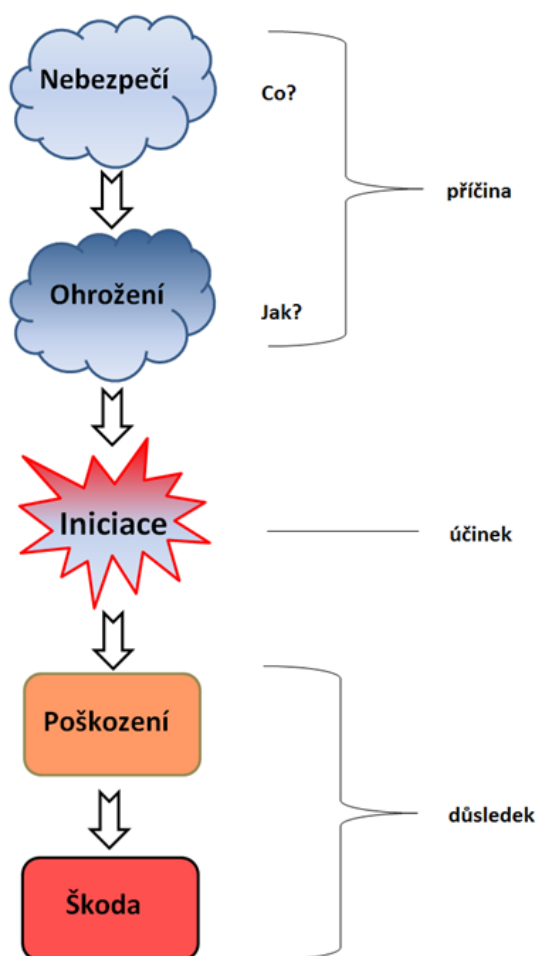 Nebezpečí
Co?
příčina
Ohrožení
Jak?
Iniciace
účinek
Poškození
důsledek
Škoda